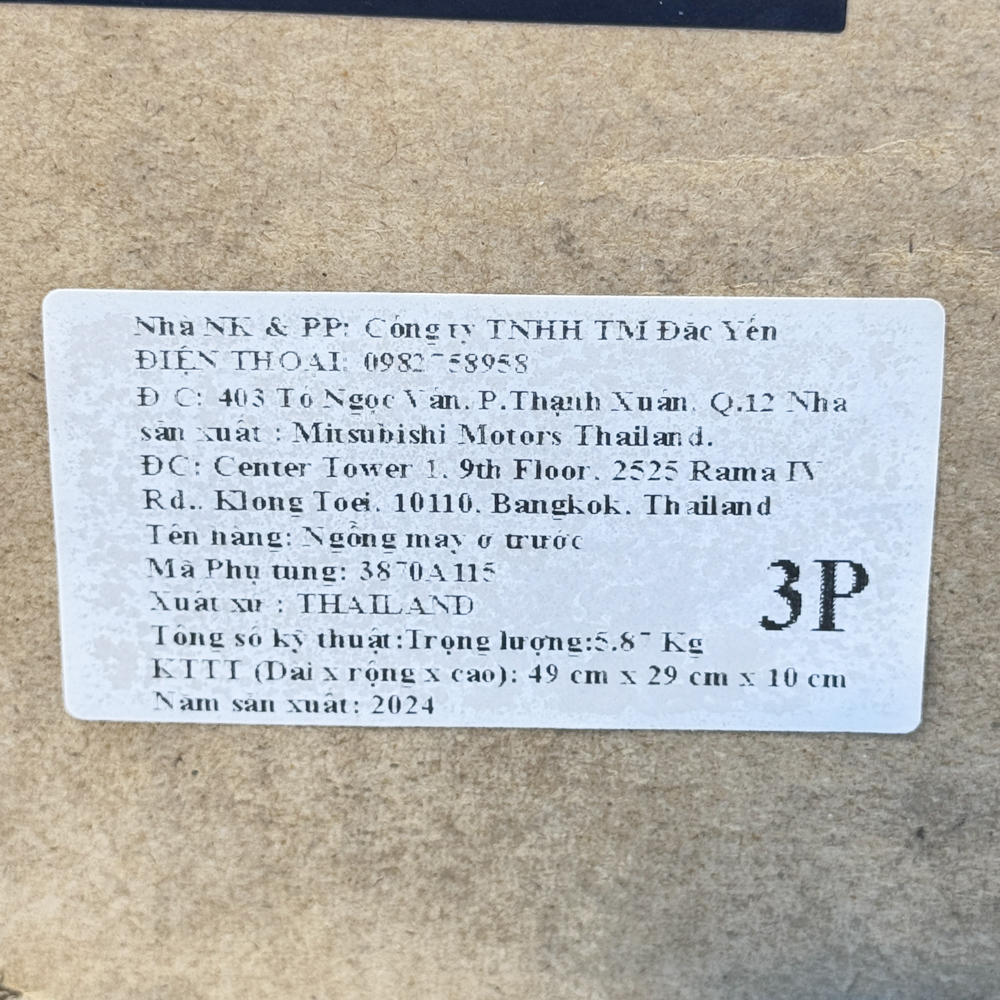 Nhà NK & PP: Công ty TNHH TM Đắc Yến
ĐIỆN THOẠI: 0982758958
ĐC: 403 Tô Ngọc Vân, P.Thạnh Xuân, Q.12 Nhà
sản xuất : Mitsubishi Motors Thailand.
ĐC: Center Tower 1, 9th Floor, 2525 Rama IV
Rd., Klong Toei, 10110, Bangkok, Thailand
Tên hàng: Ngỗng may ơ trước
Mã Phụ tùng: 3870A115
Xuất xứ : THAILAND
3P
Tông số kỹ thuật:Trọng lượng:5.87 Kg
KTTT (Dài x rộng x cao): 49 cm x 29 cm x 10 cm
Năm sản xuất: 2024